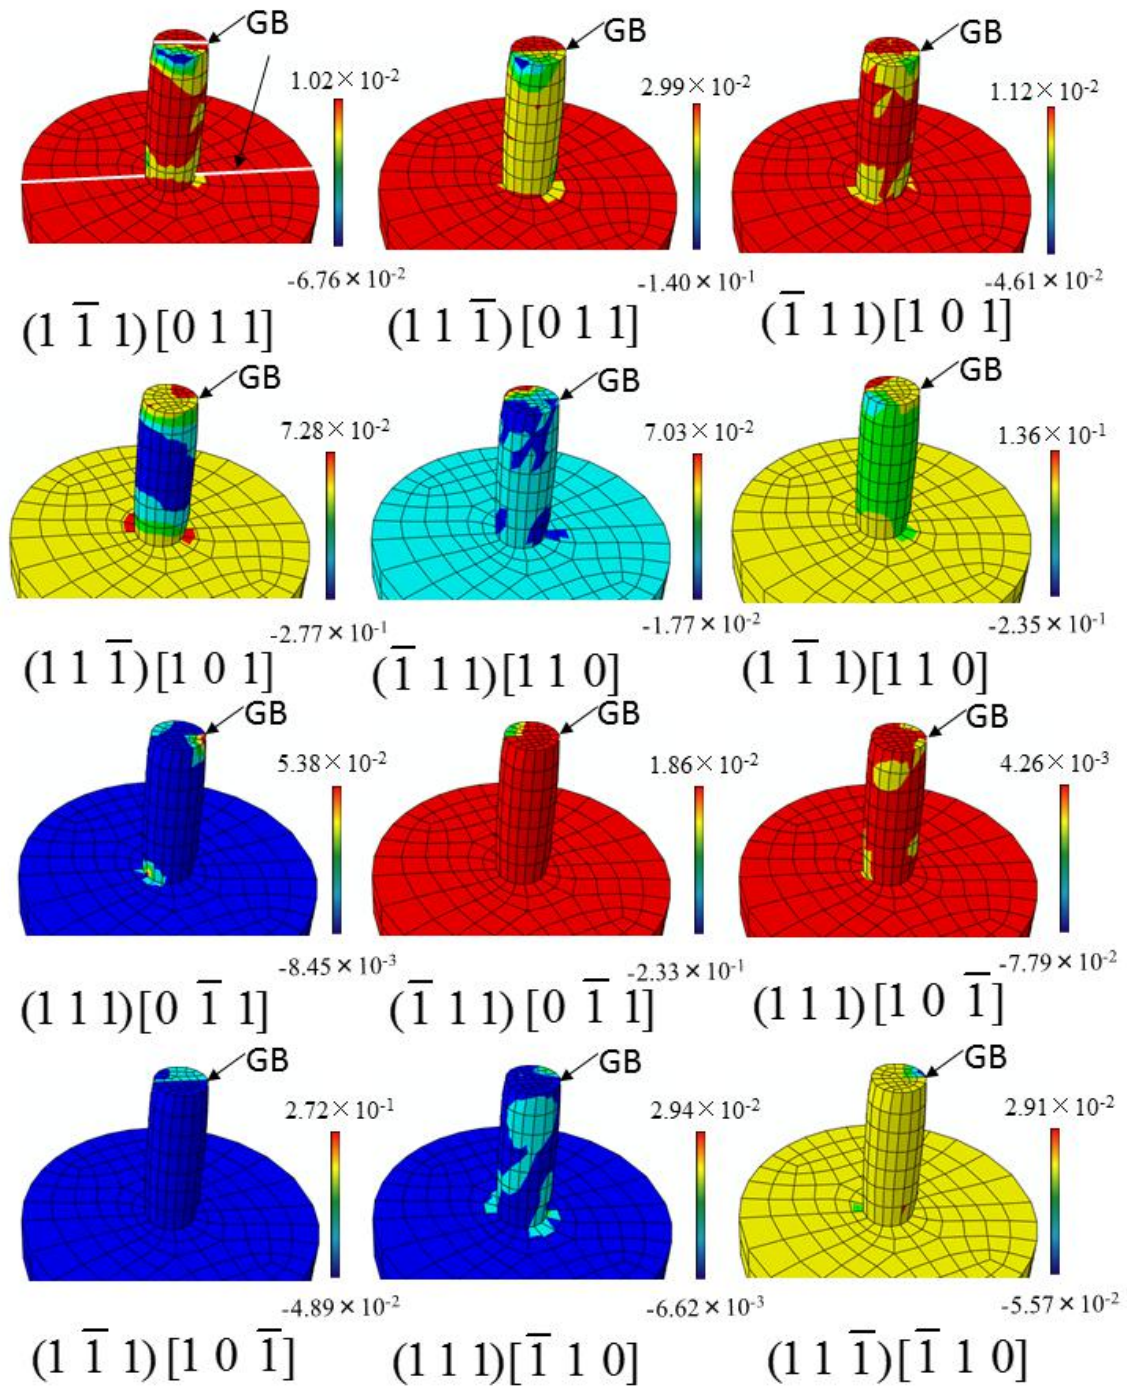 GB
GB
GB
1.02×10⁻²
2.99×10⁻²
1.12×10⁻²
-6.76×10⁻²
-1.40×10⁻¹
-4.61×10⁻²
(1 1̅ 1)[0 1 1]
(1 1 1̅)[0 1 1]
(1̅ 1 1)[1 0 1]
GB
GB
GB
7.28×10⁻²
7.03×10⁻²
1.36×10⁻¹
-2.77×10⁻¹
-1.77×10⁻²
-2.35×10⁻¹
(1 1 1̅)[1 0 1]
(1̅ 1 1)[1 1 0]
(1 1̅ 1)[1 1 0]
GB
GB
GB
5.38×10⁻²
1.86×10⁻²
4.26×10⁻³
-8.45×10⁻³
-2.33×10⁻¹
-7.79×10⁻²
(1 1 1)[0 1̅ 1]
(1̅ 1 1)[0 1̅ 1]
(1 1 1)[1 0 1̅]
GB
GB
GB
2.72×10⁻¹
2.94×10⁻²
2.91×10⁻²
-4.89×10⁻²
-6.62×10⁻³
-5.57×10⁻²
(1 1̅ 1)[1 0 1̅]
(1 1 1)[1̅ 1 0]
(1 1 1̅)[1̅ 1 0]